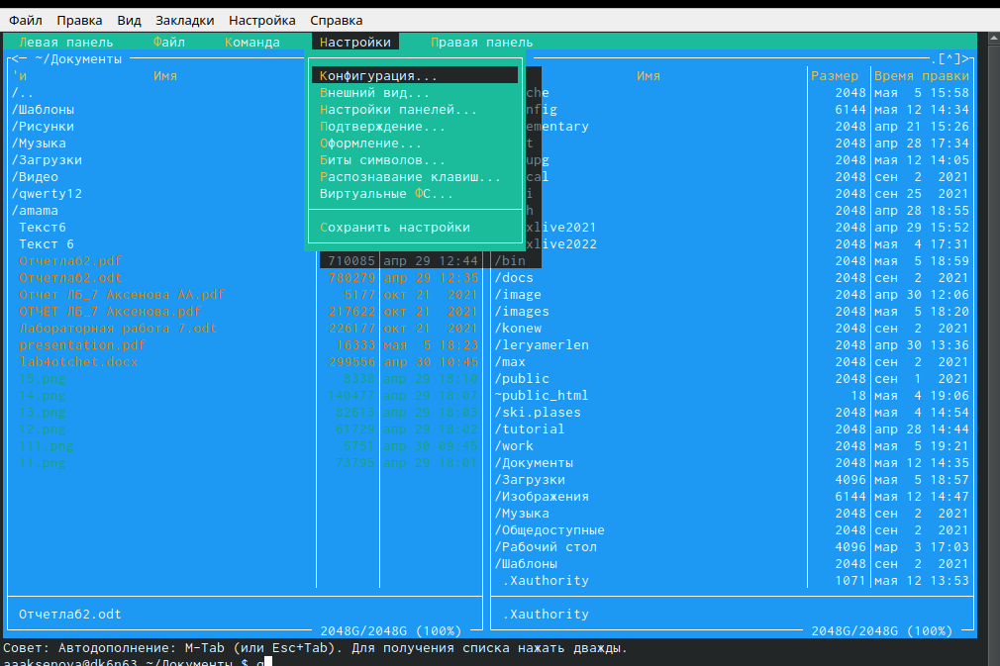 Файл Правка Вид Закладки Настройка Справка
Левая панель Файл Команда Настройки Правая панель
<─ ~/Документы .[^]>
'и Имя Имя Размер Время правки
Конфигурация...
Внешний вид...
Настройки панелей...
Подтверждение...
Оформление...
Биты символов...
Распознавание клавиш...
Виртуальные ФС...
Сохранить настройки
/..
/Шаблоны
/Рисунки
/Музыка
/Загрузки
/Видео
/qwerty12
/amama
Текст6
Текст 6
Отчетла62.pdf 710085 апр 29 12:44
Отчетла62.odt 780279 апр 29 12:35
Отчет ЛБ_7 Аксенова АА.pdf 5177 окт 21 2021
ОТЧЕТ ЛБ_7 Аксенова.pdf 217622 окт 21 2021
Лабораторная работа 7.odt 226177 окт 21 2021
presentation.pdf 16333 мая 5 18:23
lab4otchet.docx 299556 апр 30 10:45
15.png 8338 апр 29 18:10
14.png 140477 апр 29 18:07
13.png 82613 апр 29 18:03
12.png 61729 апр 29 18:02
111.png 5751 апр 30 09:45
11.png 73796 апр 29 18:01
che 2048 мая 5 15:58
nfig 6144 мая 12 14:34
ementary 2048 апр 21 15:26
t 2048 апр 28 17:34
upg 2048 мая 12 14:05
cal 2048 сен 2 2021
i 2048 сен 25 2021
h 2048 апр 28 18:55
xlive2021 2048 апр 29 15:52
xlive2022 2048 мая 4 17:31
/bin 2048 мая 5 18:59
/docs 2048 сен 2 2021
/image 2048 апр 30 12:06
/images 2048 мая 5 18:20
/konew 2048 сен 2 2021
/leryamerlen 2048 апр 30 13:36
/max 2048 сен 2 2021
/public 2048 сен 1 2021
~public_html 18 мая 4 19:06
/ski.plases 2048 мая 4 14:54
/tutorial 2048 апр 28 14:44
/work 2048 мая 5 19:21
/Документы 2048 мая 12 14:35
/Загрузки 4096 мая 5 18:57
/Изображения 6144 мая 12 14:47
/Музыка 2048 сен 2 2021
/Общедоступные 2048 сен 2 2021
/Рабочий стол 4096 мар 3 17:03
/Шаблоны 2048 сен 2 2021
.Xauthority 1071 мая 12 13:53
Отчетла62.odt .Xauthority
2048G/2048G (100%) 2048G/2048G (100%)
Совет: Автодополнение: M-Tab (или Esc+Tab). Для получения списка нажать дважды.
aaaksenova@dk6n63 ~/Документы $ g